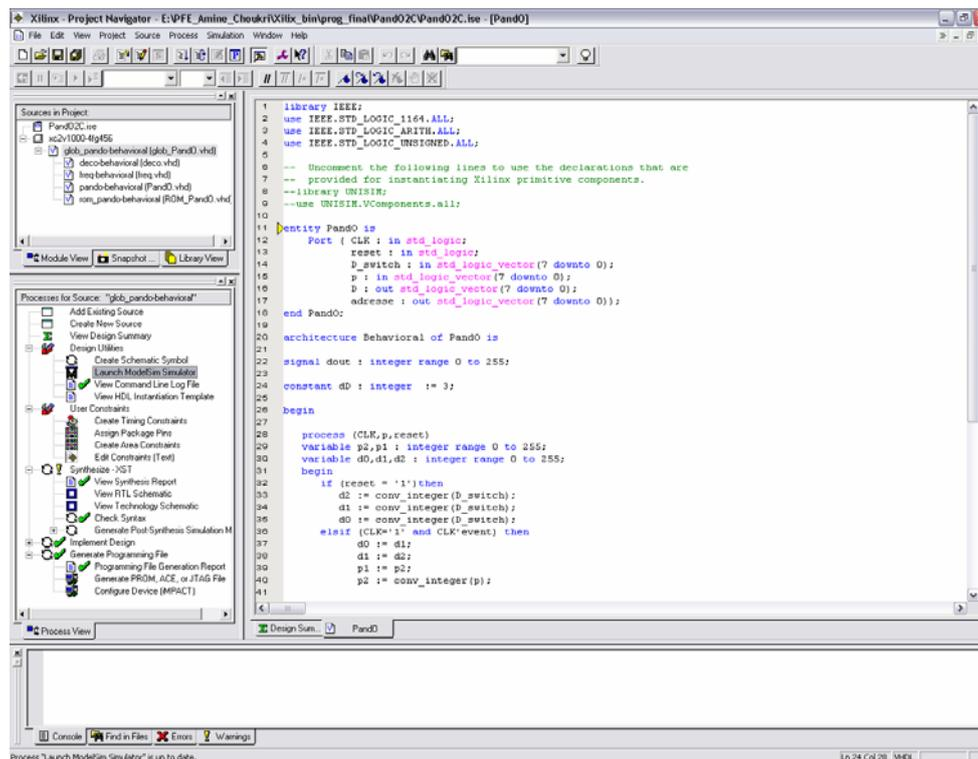 Xilinx - Project Navigator - E:\PFE_Amine_Choukri\Xilix_bin\prog_final\PandO2C\PandO2C.ise - [PandO]
File Edit View Project Source Process Simulation Window Help
Sources in Project:
PandO2C.ise
xc2v1000-4fg456
glob_pando-behavioral (glob_PandO.vhd)
deco-behavioral (deco.vhd)
freq-behavioral (freq.vhd)
pando-behavioral (PandO.vhd)
rom_pando-behavioral (ROM_PandO.vhd
Module View Snapshot ... Library View
Processes for Source: "glob_pando-behavioral"
Add Existing Source
Create New Source
View Design Summary
Design Utilities
Create Schematic Symbol
Launch ModelSim Simulator
View Command Line Log File
View HDL Instantiation Template
User Constraints
Create Timing Constraints
Assign Package Pins
Create Area Constraints
Edit Constraints (Text)
Synthesize - XST
View Synthesis Report
View RTL Schematic
View Technology Schematic
Check Syntax
Generate Post-Synthesis Simulation M
Implement Design
Generate Programming File
Programming File Generation Report
Generate PROM, ACE, or JTAG File
Configure Device (iMPACT)
Process View
1 library IEEE;
2 use IEEE.STD_LOGIC_1164.ALL;
3 use IEEE.STD_LOGIC_ARITH.ALL;
4 use IEEE.STD_LOGIC_UNSIGNED.ALL;
5
6 -- Uncomment the following lines to use the declarations that are
7 -- provided for instantiating Xilinx primitive components.
8 --library UNISIM;
9 --use UNISIM.VComponents.all;
10
11 entity PandO is
12 Port ( CLK : in std_logic;
13 reset : in std_logic;
14 D_switch : in std_logic_vector(7 downto 0);
15 p : in std_logic_vector(7 downto 0);
16 D : out std_logic_vector(7 downto 0);
17 adresse : out std_logic_vector(7 downto 0));
18 end PandO;
19
20 architecture Behavioral of PandO is
21
22 signal dout : integer range 0 to 255;
23
24 constant dD : integer := 3;
25
26 begin
27
28 process (CLK,p,reset)
29 variable p2,p1 : integer range 0 to 255;
30 variable d0,d1,d2 : integer range 0 to 255;
31 begin
32 if (reset = '1')then
33 d2 := conv_integer(D_switch);
34 d1 := conv_integer(D_switch);
35 d0 := conv_integer(D_switch);
36 elsif (CLK='1' and CLK'event) then
37 d0 := d1;
38 d1 := d2;
39 p1 := p2;
40 p2 := conv_integer(p);
41
Design Sum... PandO
Console Find in Files Errors Warnings
Process "Launch ModelSim Simulator" is up to date.
Ln 24 Col 28 VHDL